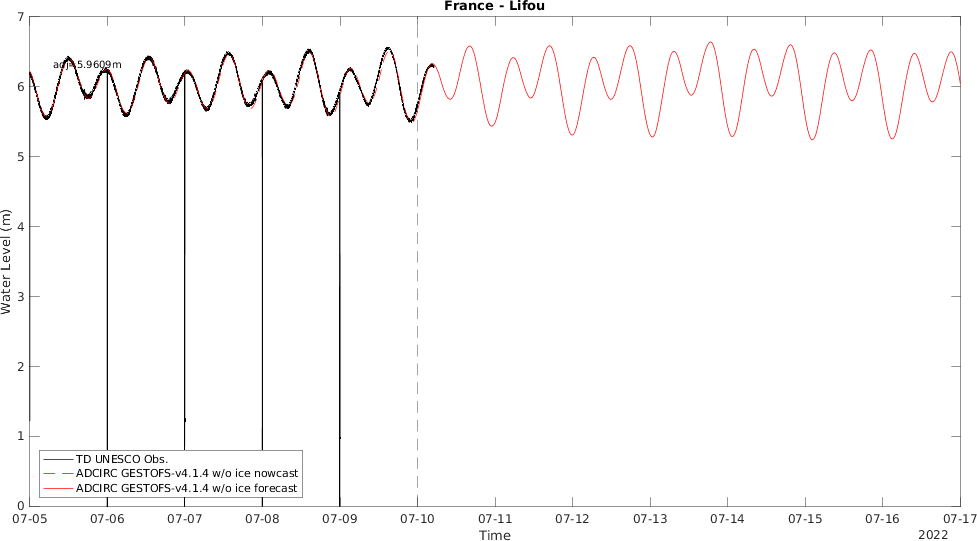 France - Lifou
adj=5.9609m
Water Level (m)
7
6
5
4
3
2
1
0
TD UNESCO Obs.
ADCIRC GESTOFS-v4.1.4 w/o ice nowcast
ADCIRC GESTOFS-v4.1.4 w/o ice forecast
07-05 07-06 07-07 07-08 07-09 07-10 07-11 07-12 07-13 07-14 07-15 07-16 07-17
Time
2022